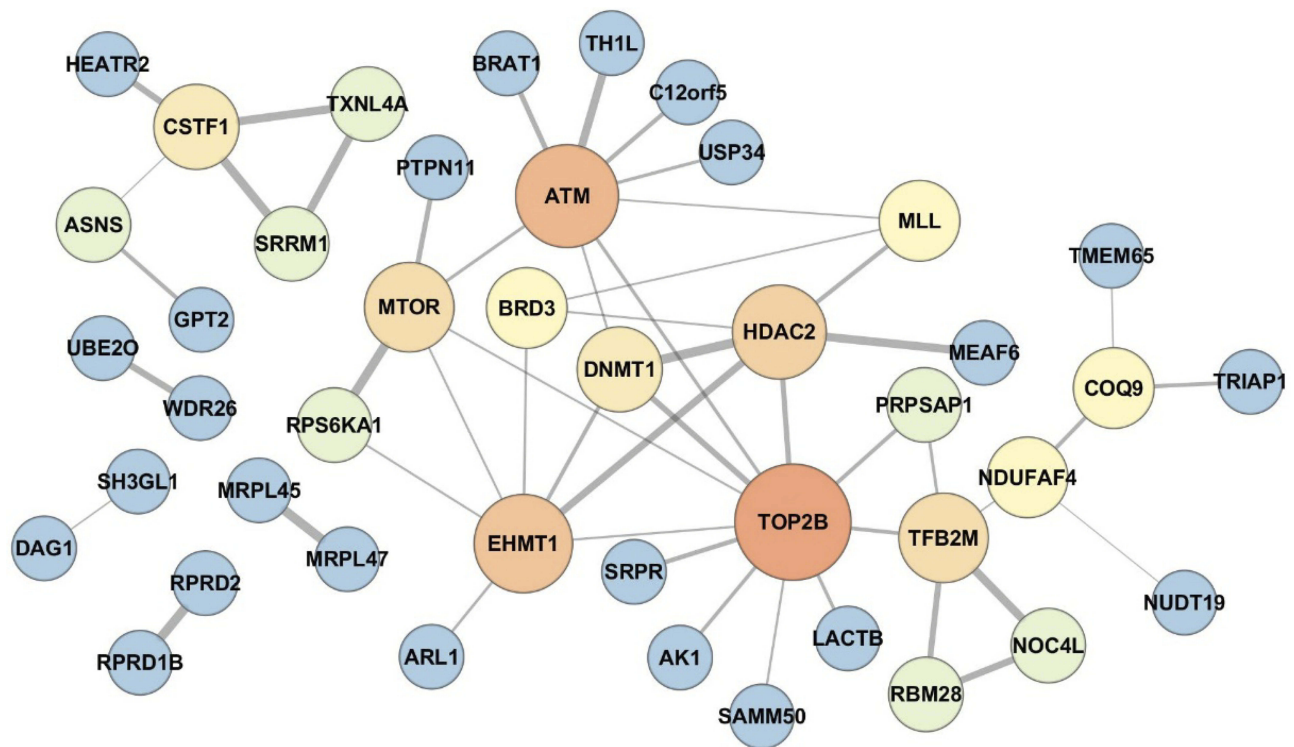 TH1L
HEATR2
BRAT1
C12orf5
TXNL4A
CSTF1
USP34
PTPN11
ATM
ASNS
MLL
SRRM1
TMEM65
MTOR
BRD3
GPT2
HDAC2
UBE2O
MEAF6
DNMT1
TRIAP1
COQ9
WDR26
PRPSAP1
RPS6KA1
NDUFAF4
SH3GL1
MRPL45
TOP2B
TFB2M
EHMT1
DAG1
MRPL47
SRPR
RPRD2
NUDT19
LACTB
NOC4L
ARL1
AK1
RPRD1B
RBM28
SAMM50